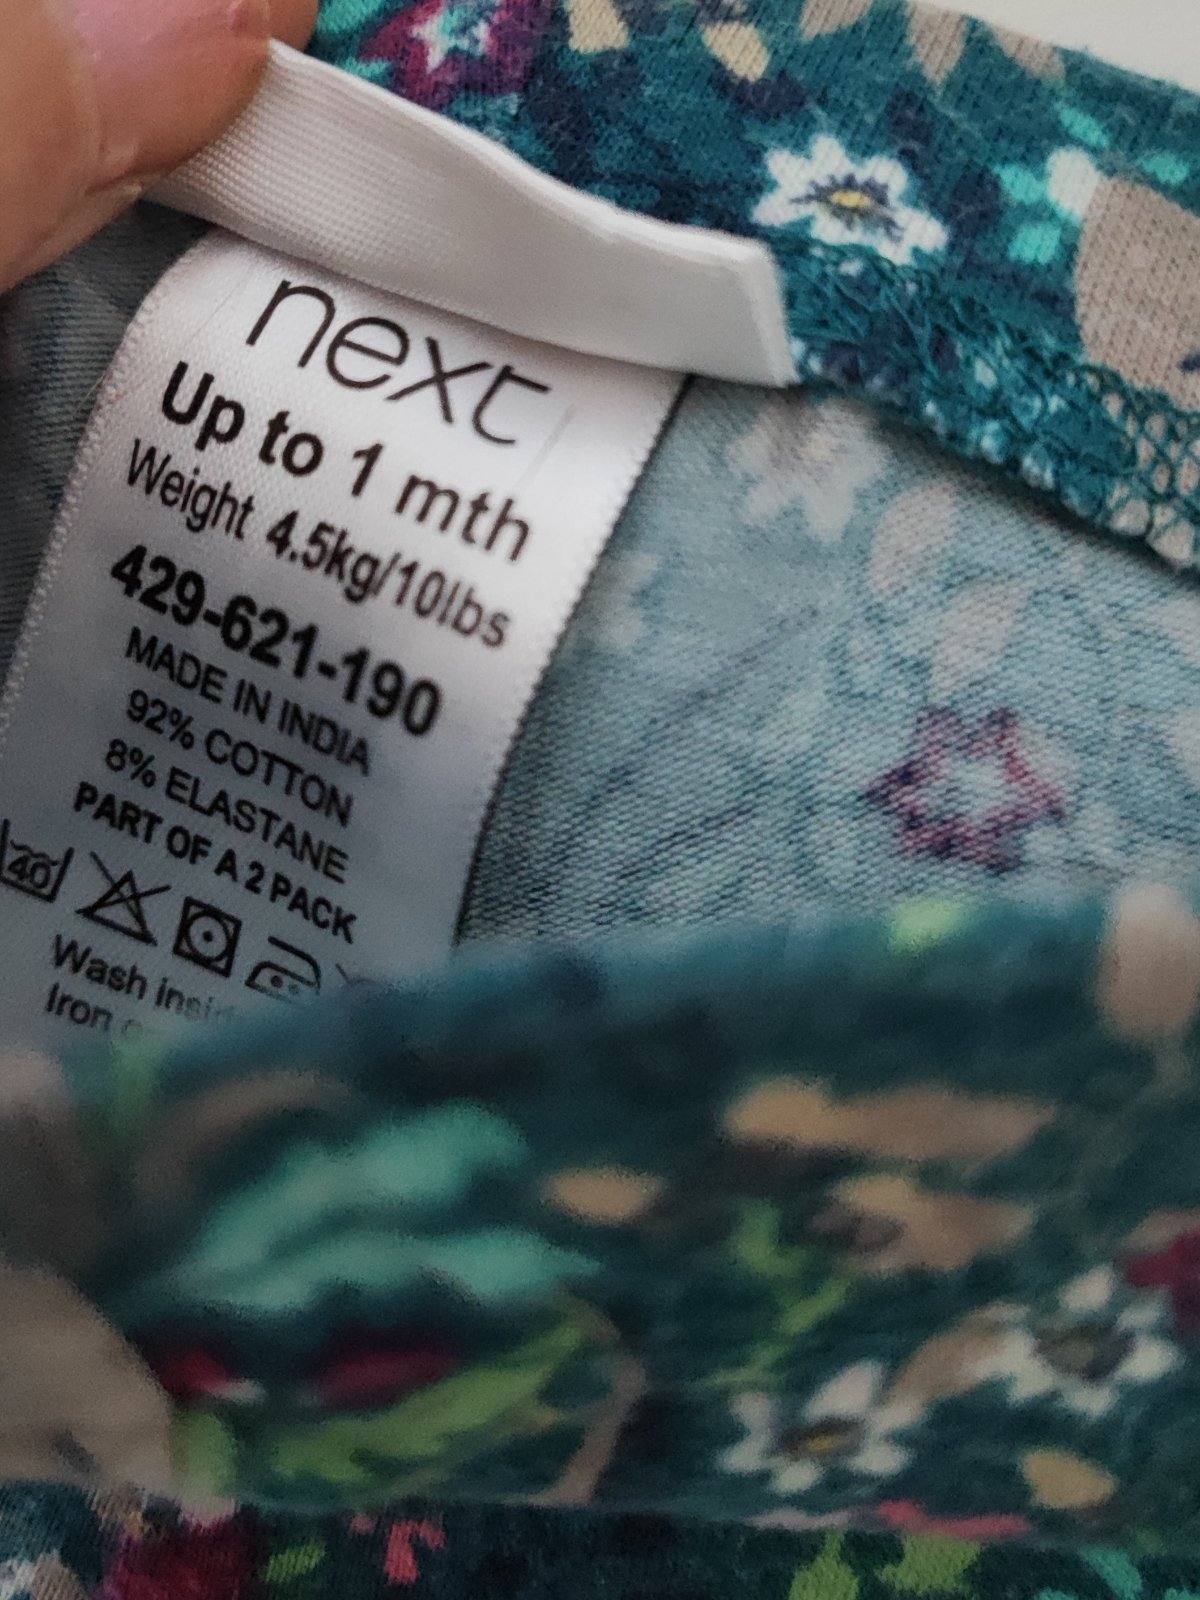 next
Up to 1 mth
Weight 4.5kg/10lbs
429-621-190
MADE IN INDIA
92% COTTON
8% ELASTANE
PART OF A 2 PACK
40
Wash
Iron